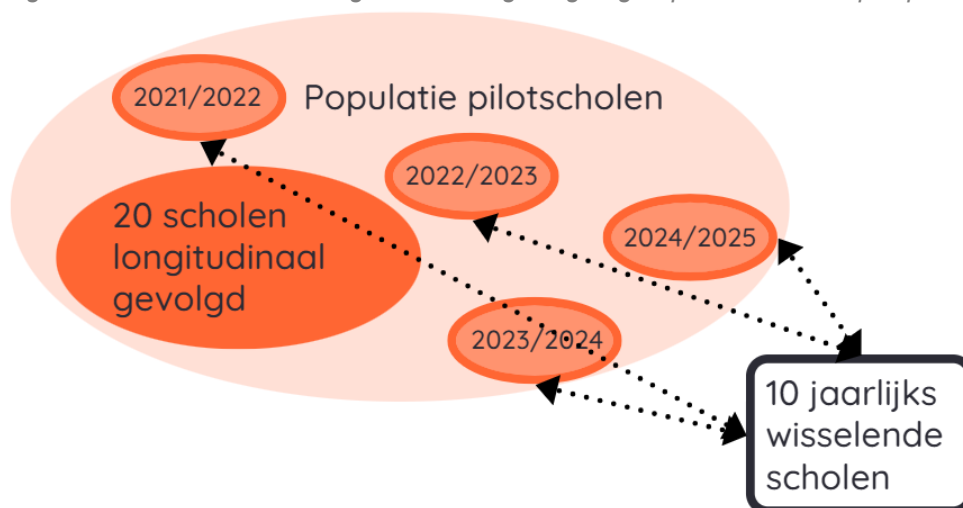 2021/2022
Populatie pilotscholen
2022/2023
20 scholen
longitudinaal
gevolgd
2024/2025
2023/2024
10 jaarlijks
wisselende
scholen